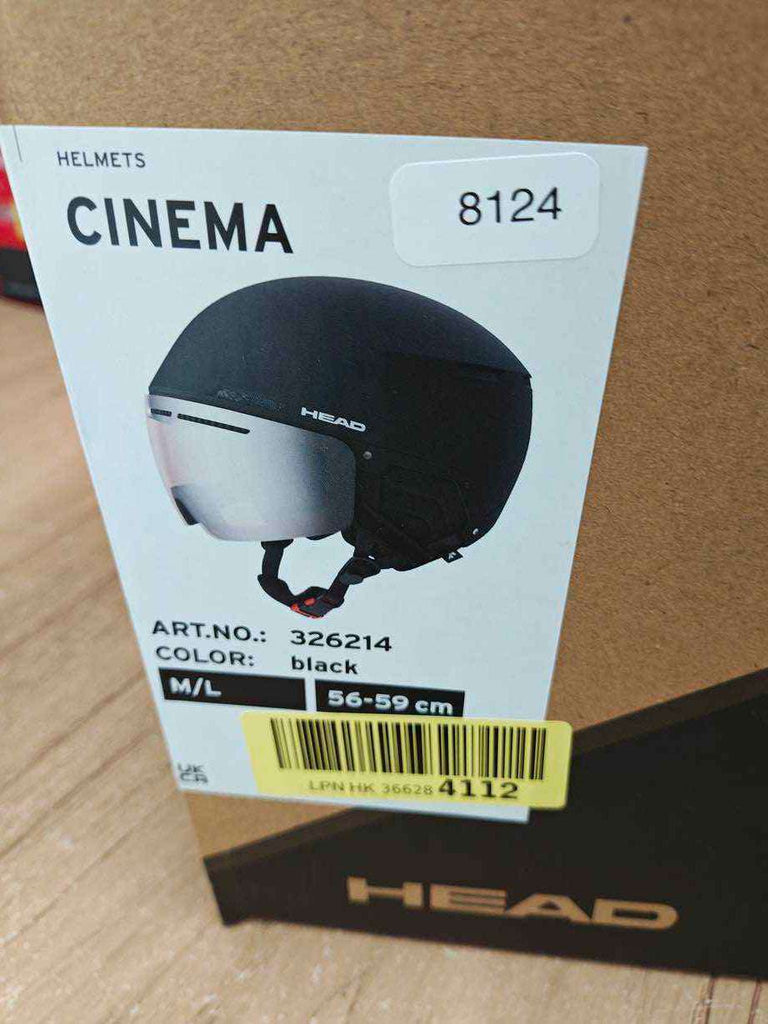 HELMETS
CINEMA
8124
HEAD
ART.NO.: 326214
COLOR: black
M/L 56-59 cm
UK
CA
LPN HK 36628 4112
HEAD